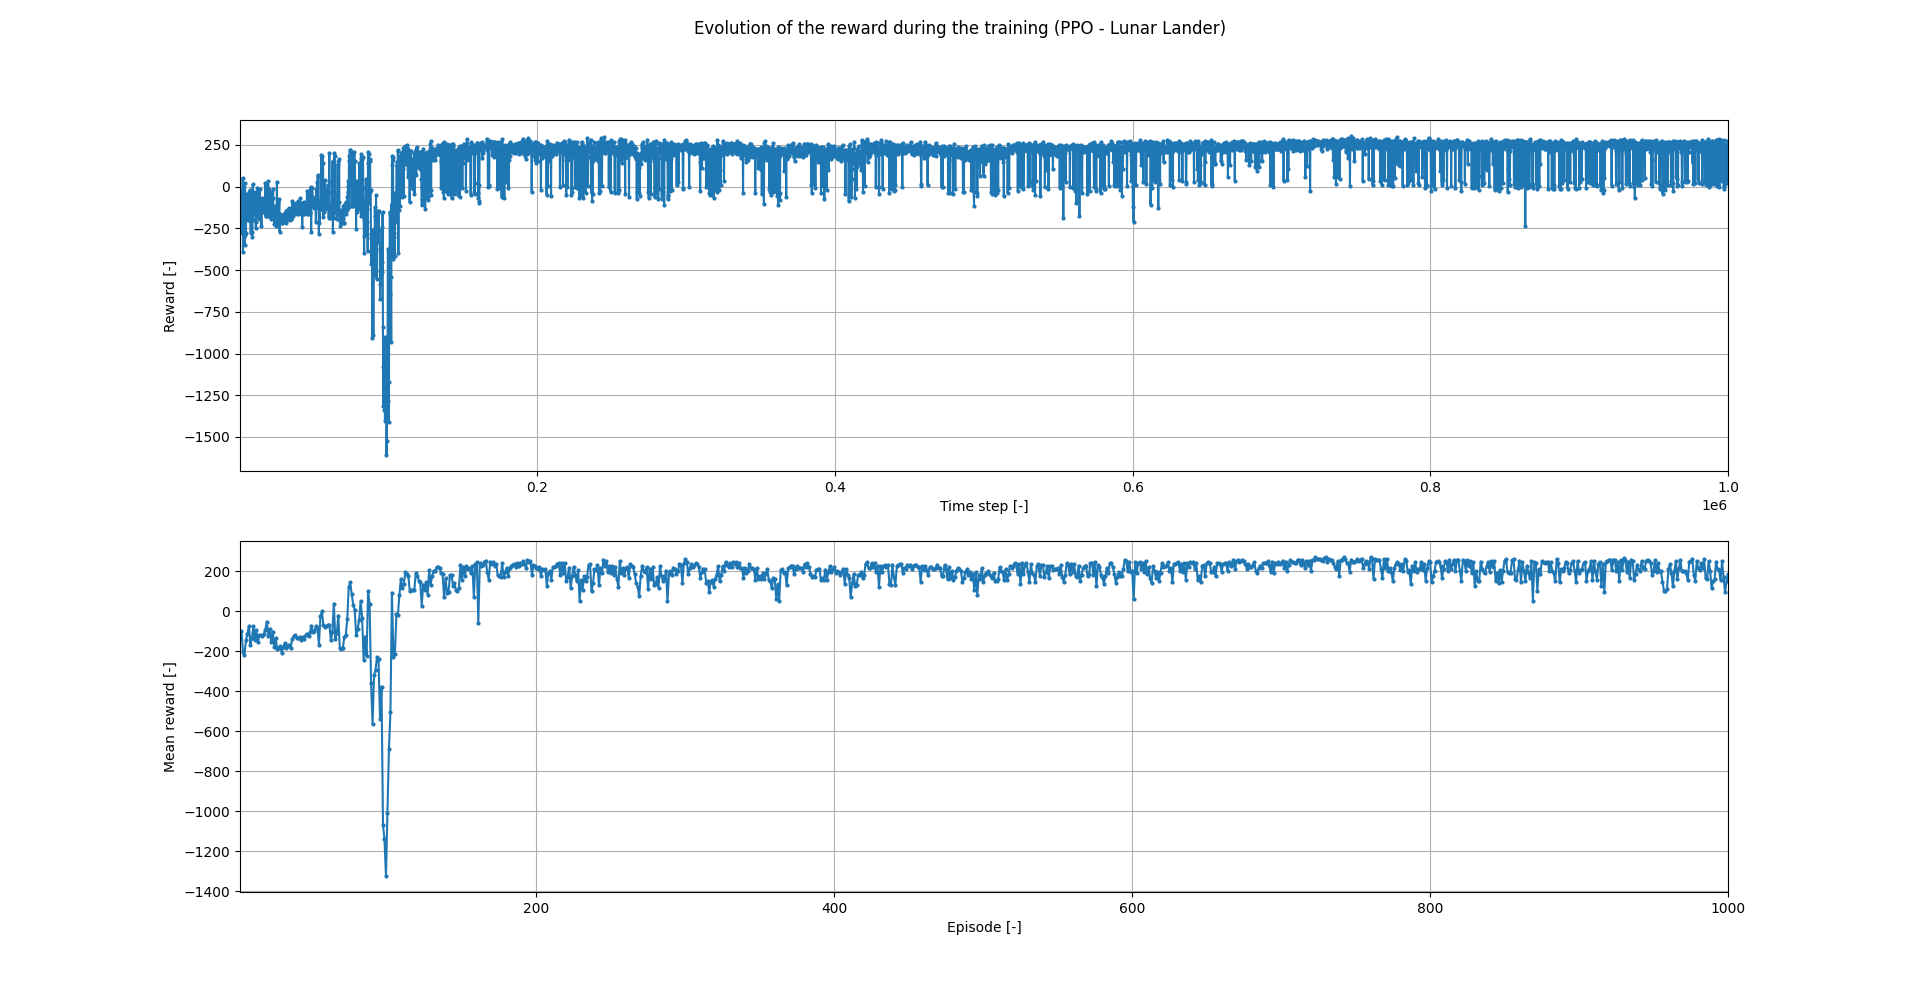 Evolution of the reward during the training (PPO - Lunar Lander)
250
0
−250
−500
−750
−1000
−1250
−1500
Reward [-]
0.2 0.4 0.6 0.8 1.0
1e6
Time step [-]
200
0
−200
−400
−600
−800
−1000
−1200
−1400
Mean reward [-]
200 400 600 800 1000
Episode [-]